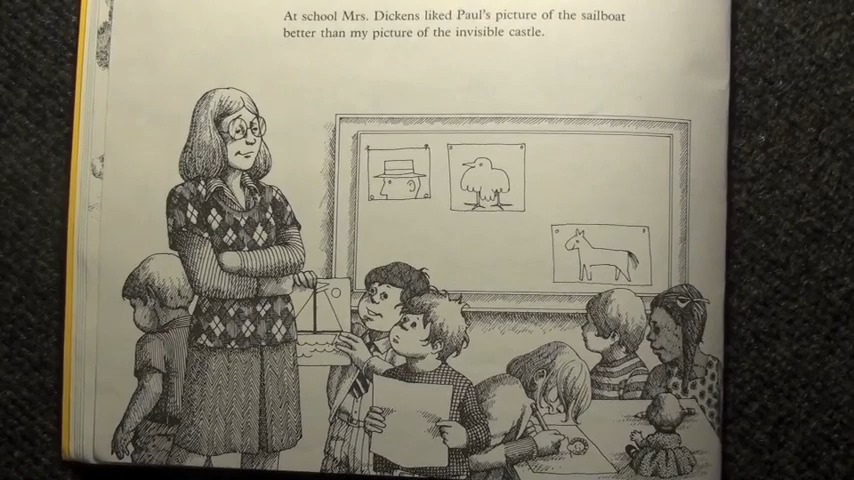 At school Mrs. Dickens liked Paul's picture of the sailboat
better than my picture of the invisible castle.